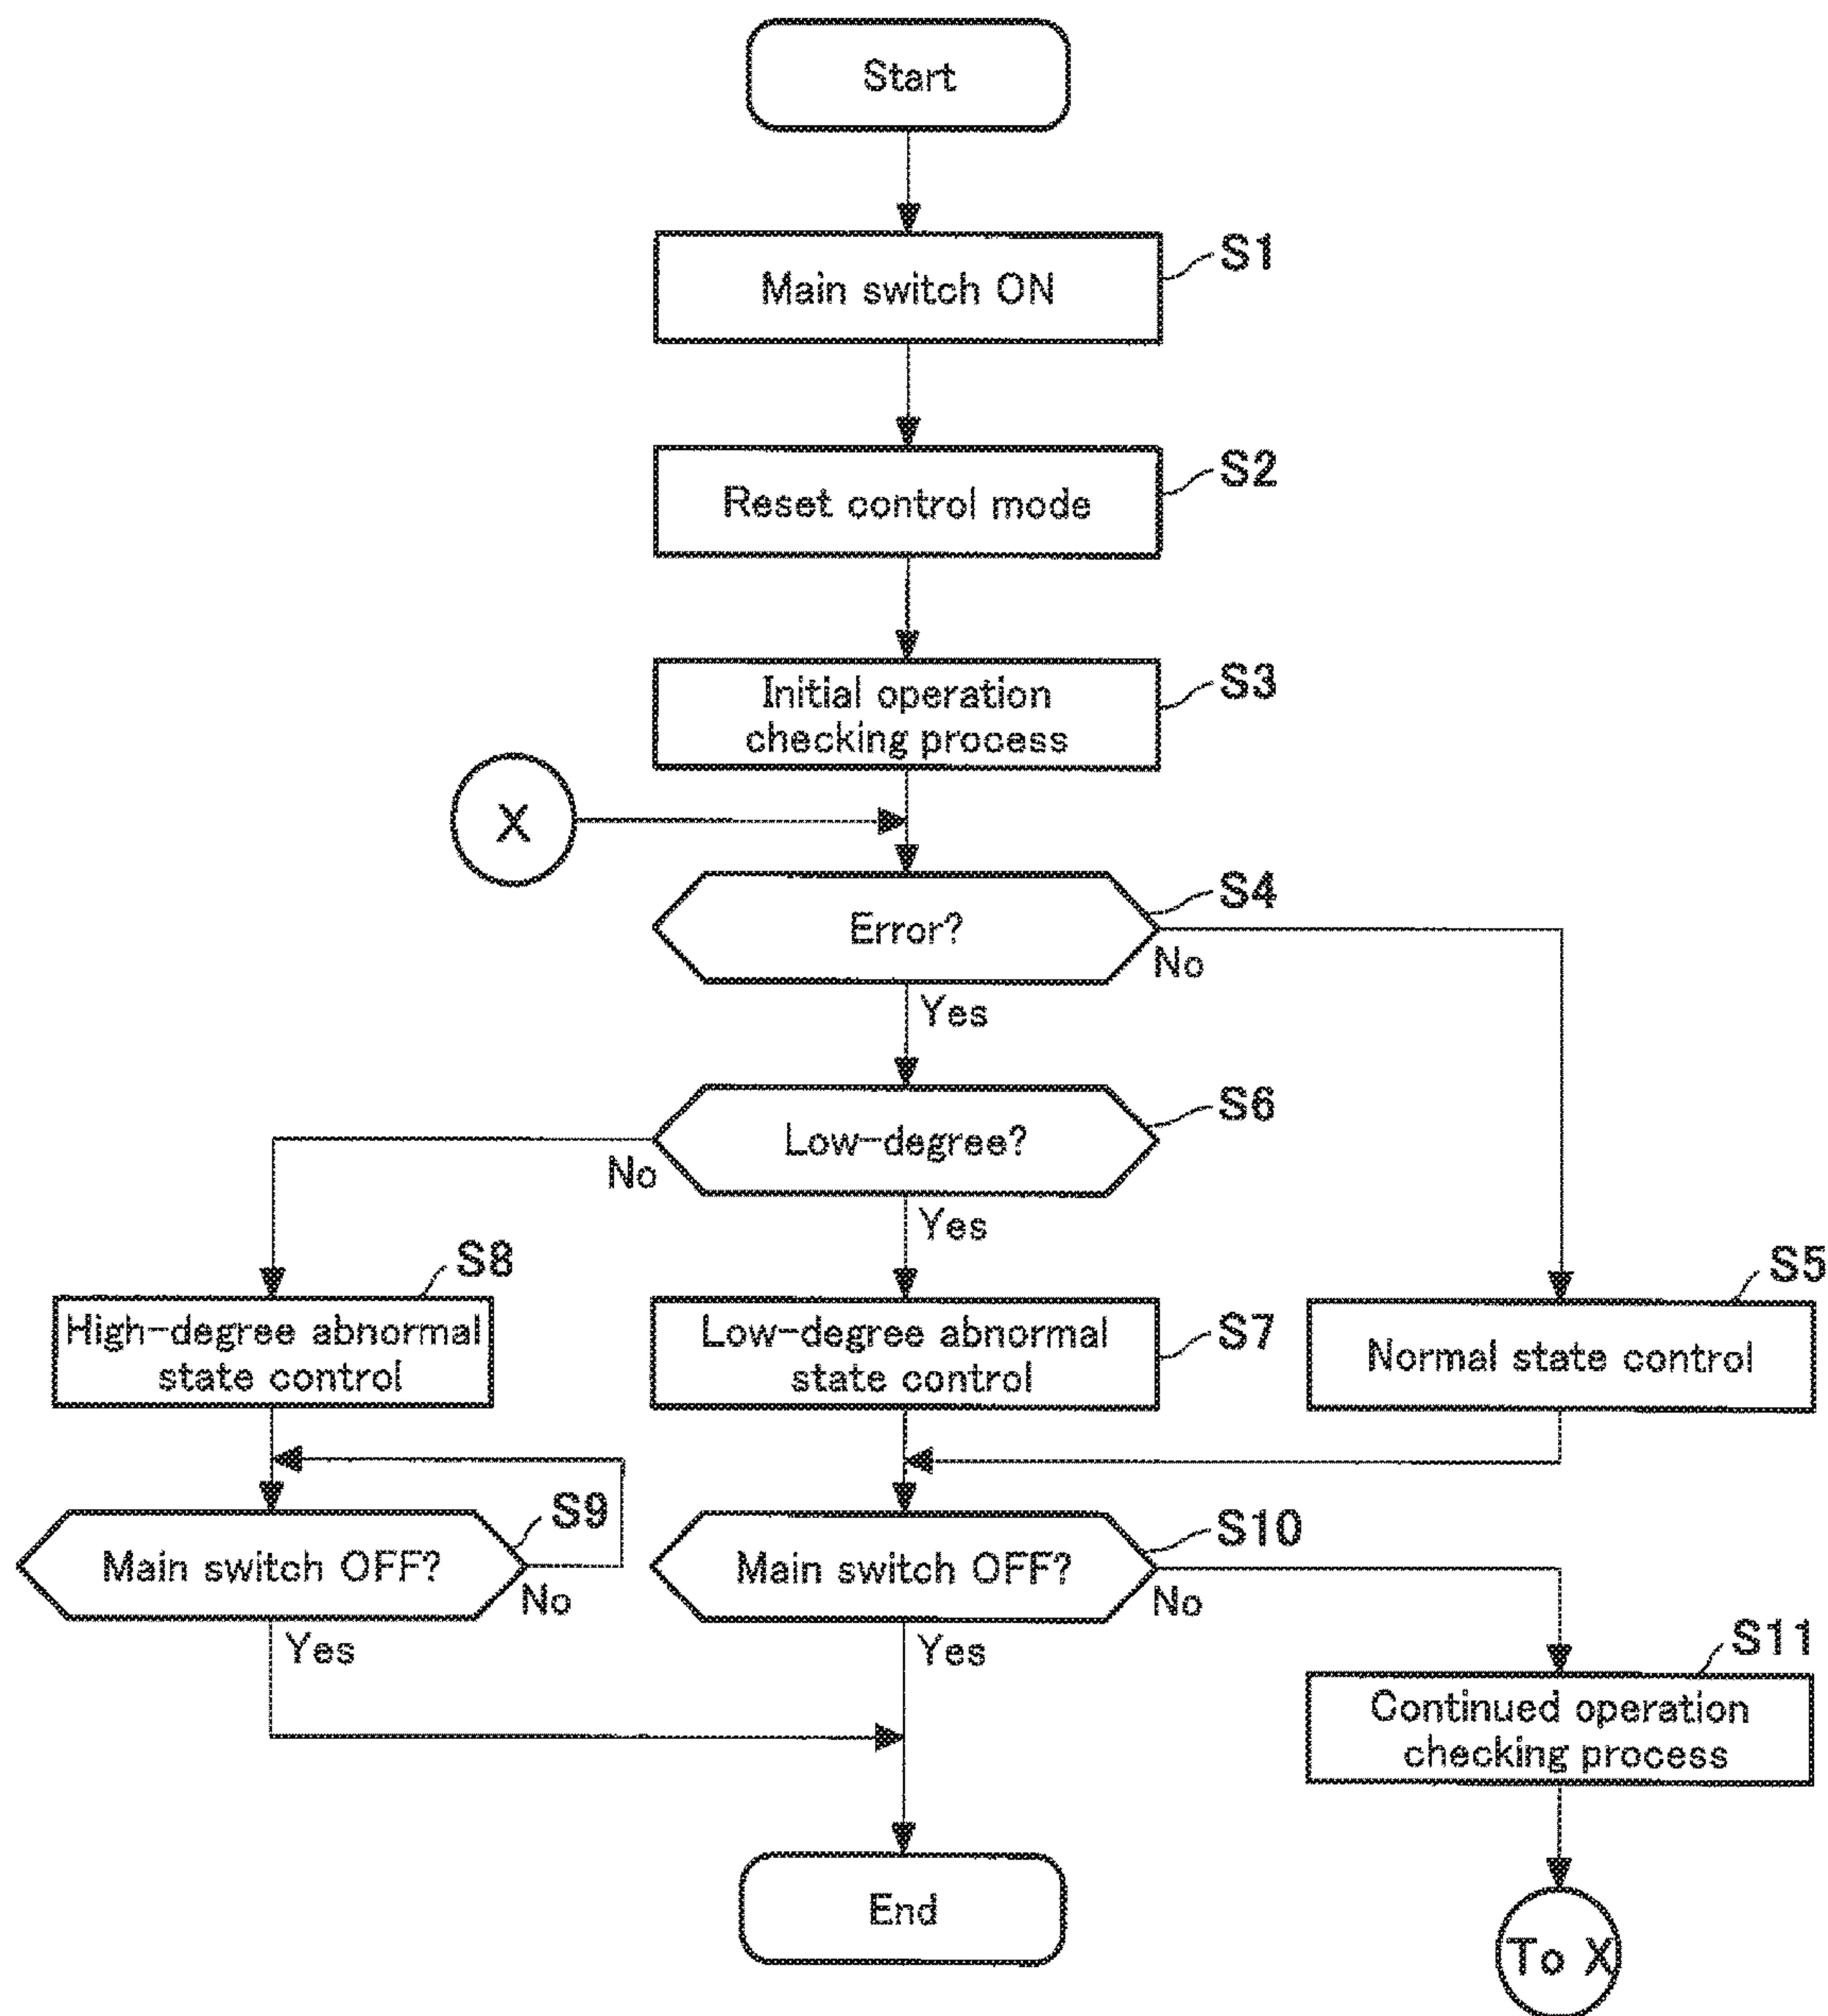 Start
S1
Main switch ON
S2
Reset control mode
S3
Initial operation
checking process
X
S4
Error?
No
Yes
S6
Low-degree?
No
Yes
S8
High-degree abnormal
state control
S7
Low-degree abnormal
state control
S5
Normal state control
S9
Main switch OFF?
No
Yes
S10
Main switch OFF?
No
Yes
S11
Continued operation
checking process
End
To X